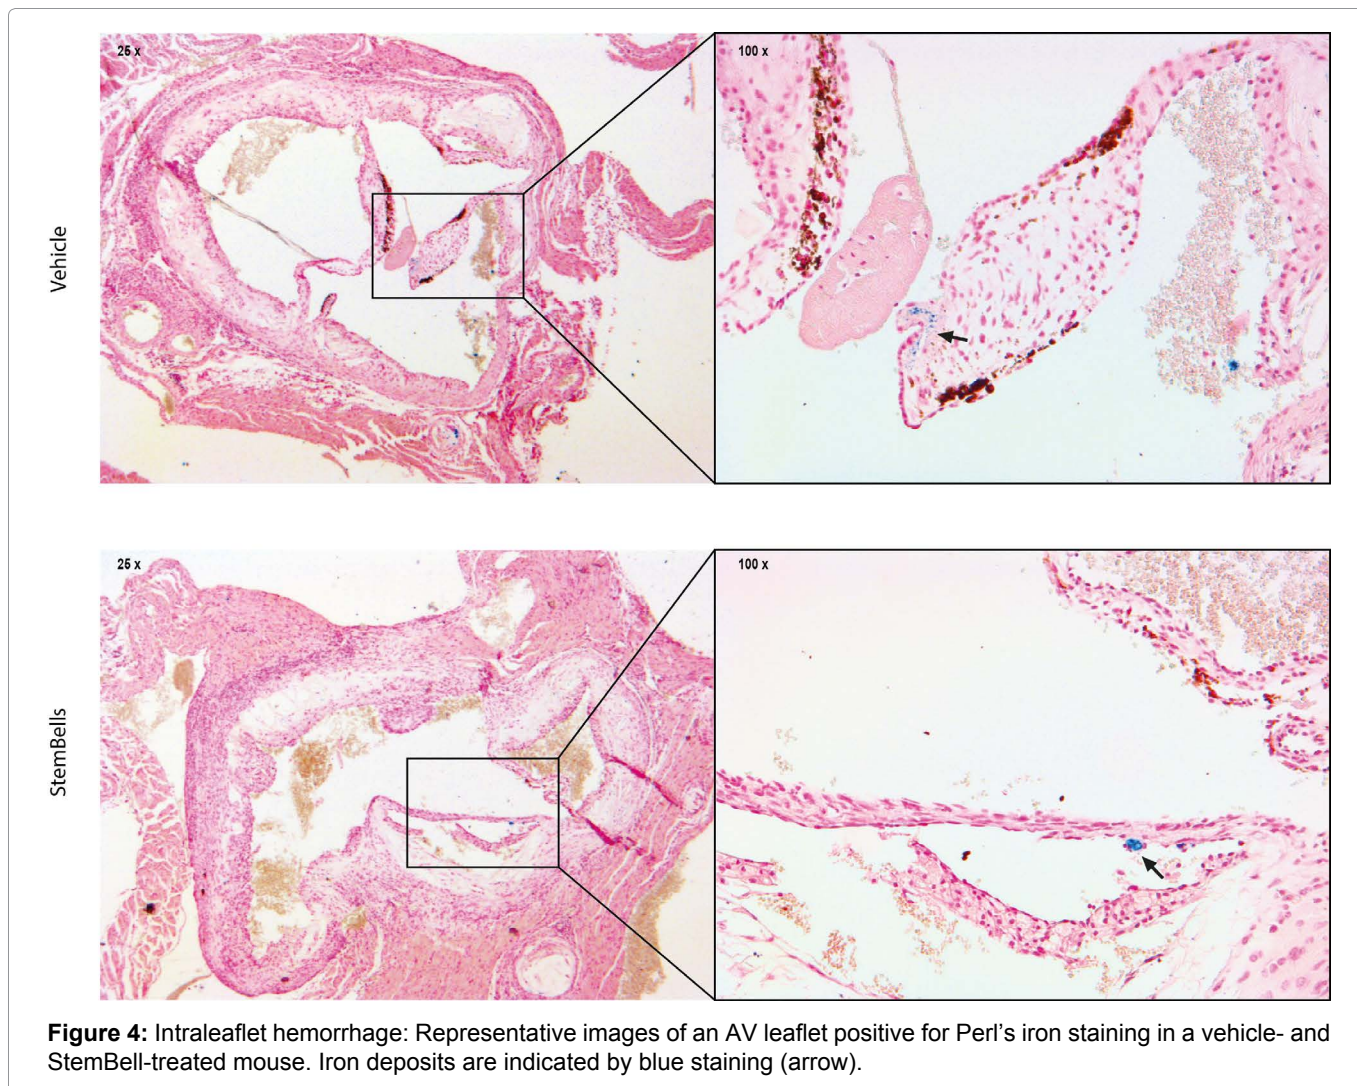 25 x
100 x
Vehicle
25 x
100 x
StemBells
Figure 4: Intraleaflet hemorrhage: Representative images of an AV leaflet positive for Perl's iron staining in a vehicle- and
StemBell-treated mouse. Iron deposits are indicated by blue staining (arrow).